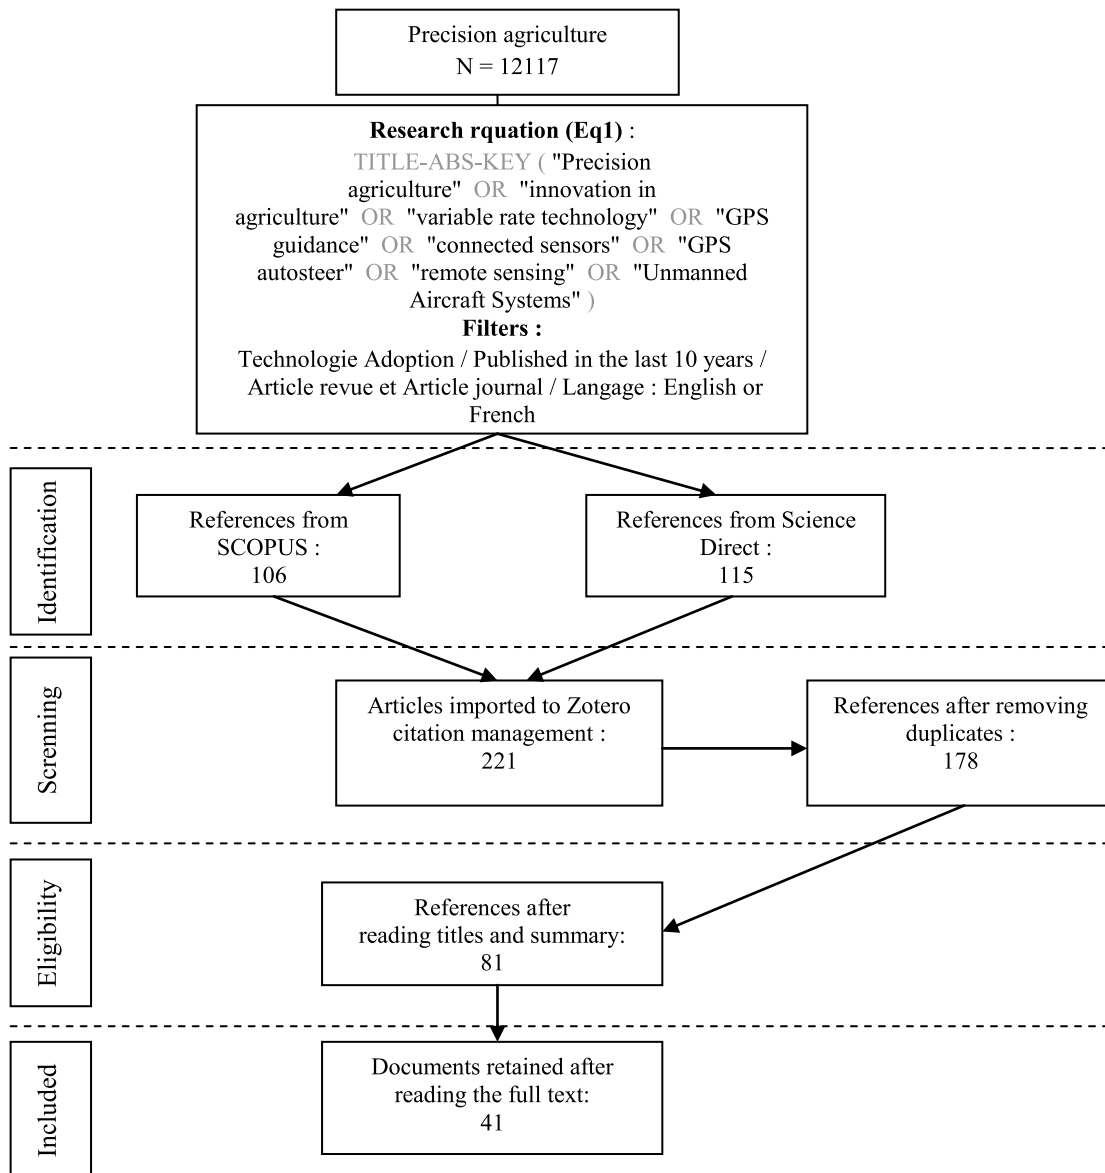 Precision agriculture
N = 12117
Research rquation (Eq1) :
TITLE-ABS-KEY ( "Precision
agriculture" OR "innovation in
agriculture" OR "variable rate technology" OR "GPS
guidance" OR "connected sensors" OR "GPS
autosteer" OR "remote sensing" OR "Unmanned
Aircraft Systems" )
Filters :
Technologie Adoption / Published in the last 10 years /
Article revue et Article journal / Langage : English or
French
Identification
References from
SCOPUS :
106
References from Science
Direct :
115
Screnning
Articles imported to Zotero
citation management :
221
References after removing
duplicates :
178
Eligibility
References after
reading titles and summary:
81
Included
Documents retained after
reading the full text:
41